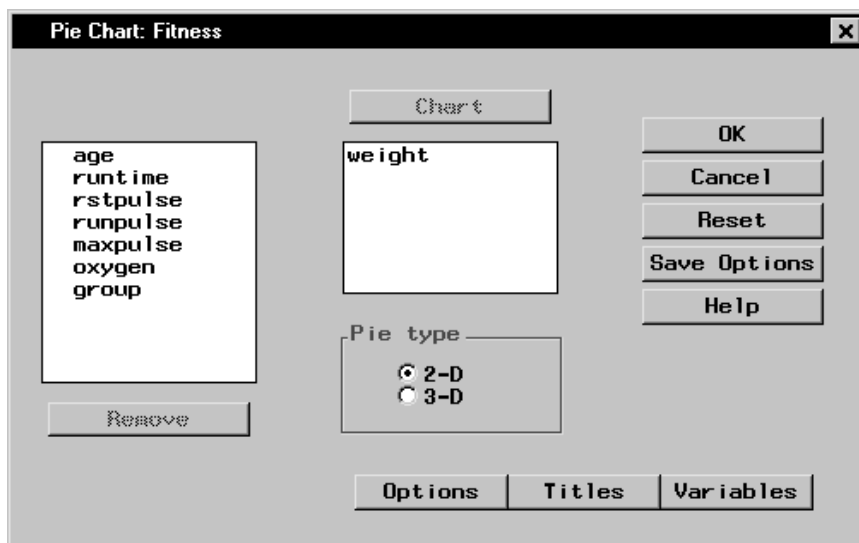 Pie Chart: Fitness
Chart
age
runtime
rstpulse
runpulse
maxpulse
oxygen
group
Remove
weight
Pie type
2-D
3-D
OK
Cancel
Reset
Save Options
Help
Options Titles Variables